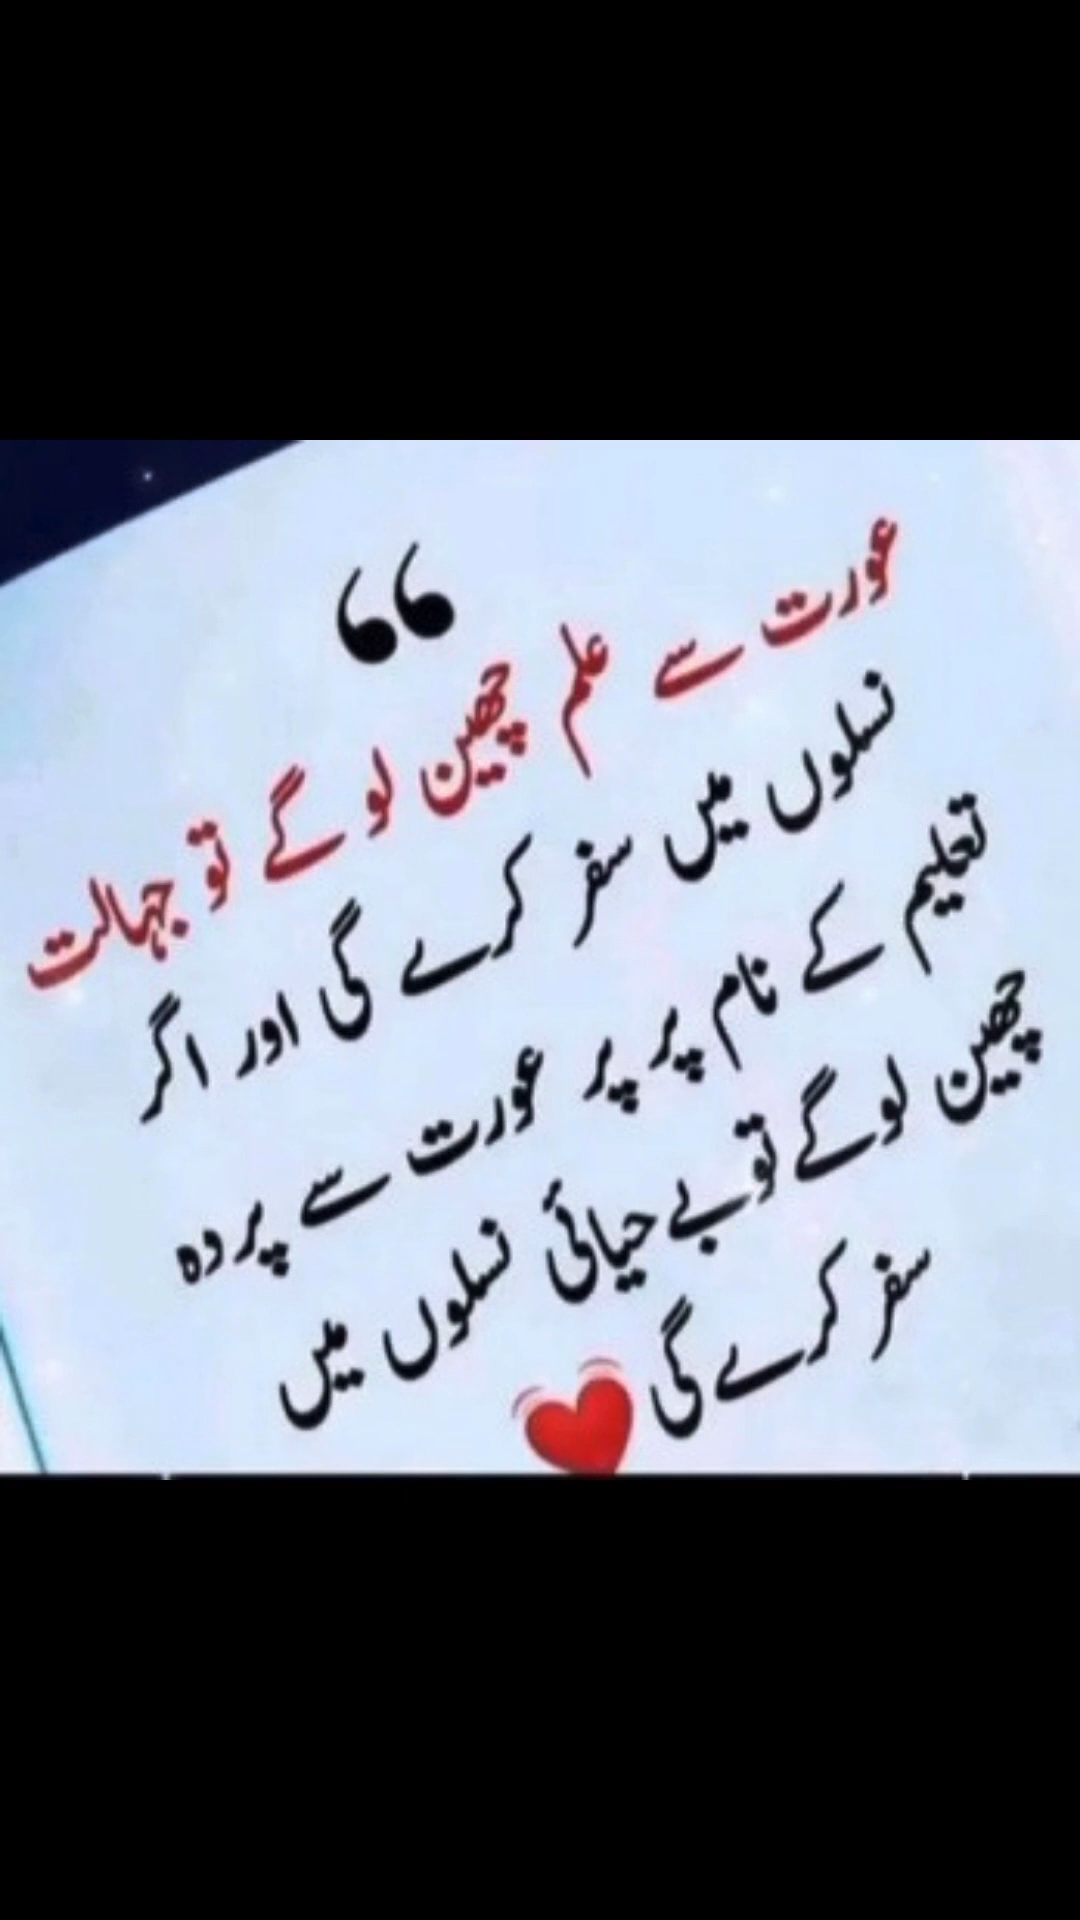 عورت سے علم چھین لو گے تو جہالت
نسلوں میں سفر کرے گی اور اگر
تعلیم کے نام پر پر عورت سے پردہ
چھین لو گے تو بے حیائی نسلوں میں
سفر کرے گی